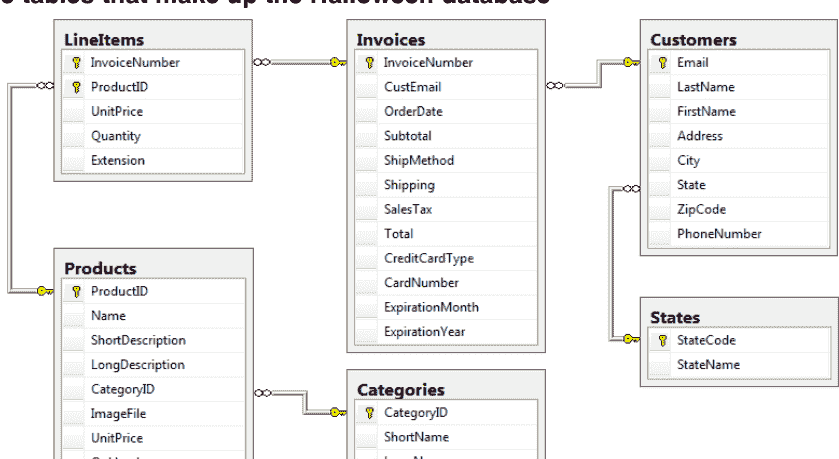 tables that make up the Halloween database
LineItems
InvoiceNumber
ProductID
UnitPrice
Quantity
Extension
Invoices
InvoiceNumber
CustEmail
OrderDate
Subtotal
ShipMethod
Shipping
SalesTax
Total
CreditCardType
CardNumber
ExpirationMonth
ExpirationYear
Customers
Email
LastName
FirstName
Address
City
State
ZipCode
PhoneNumber
Products
ProductID
Name
ShortDescription
LongDescription
CategoryID
ImageFile
UnitPrice
Categories
CategoryID
ShortName
States
StateCode
StateName